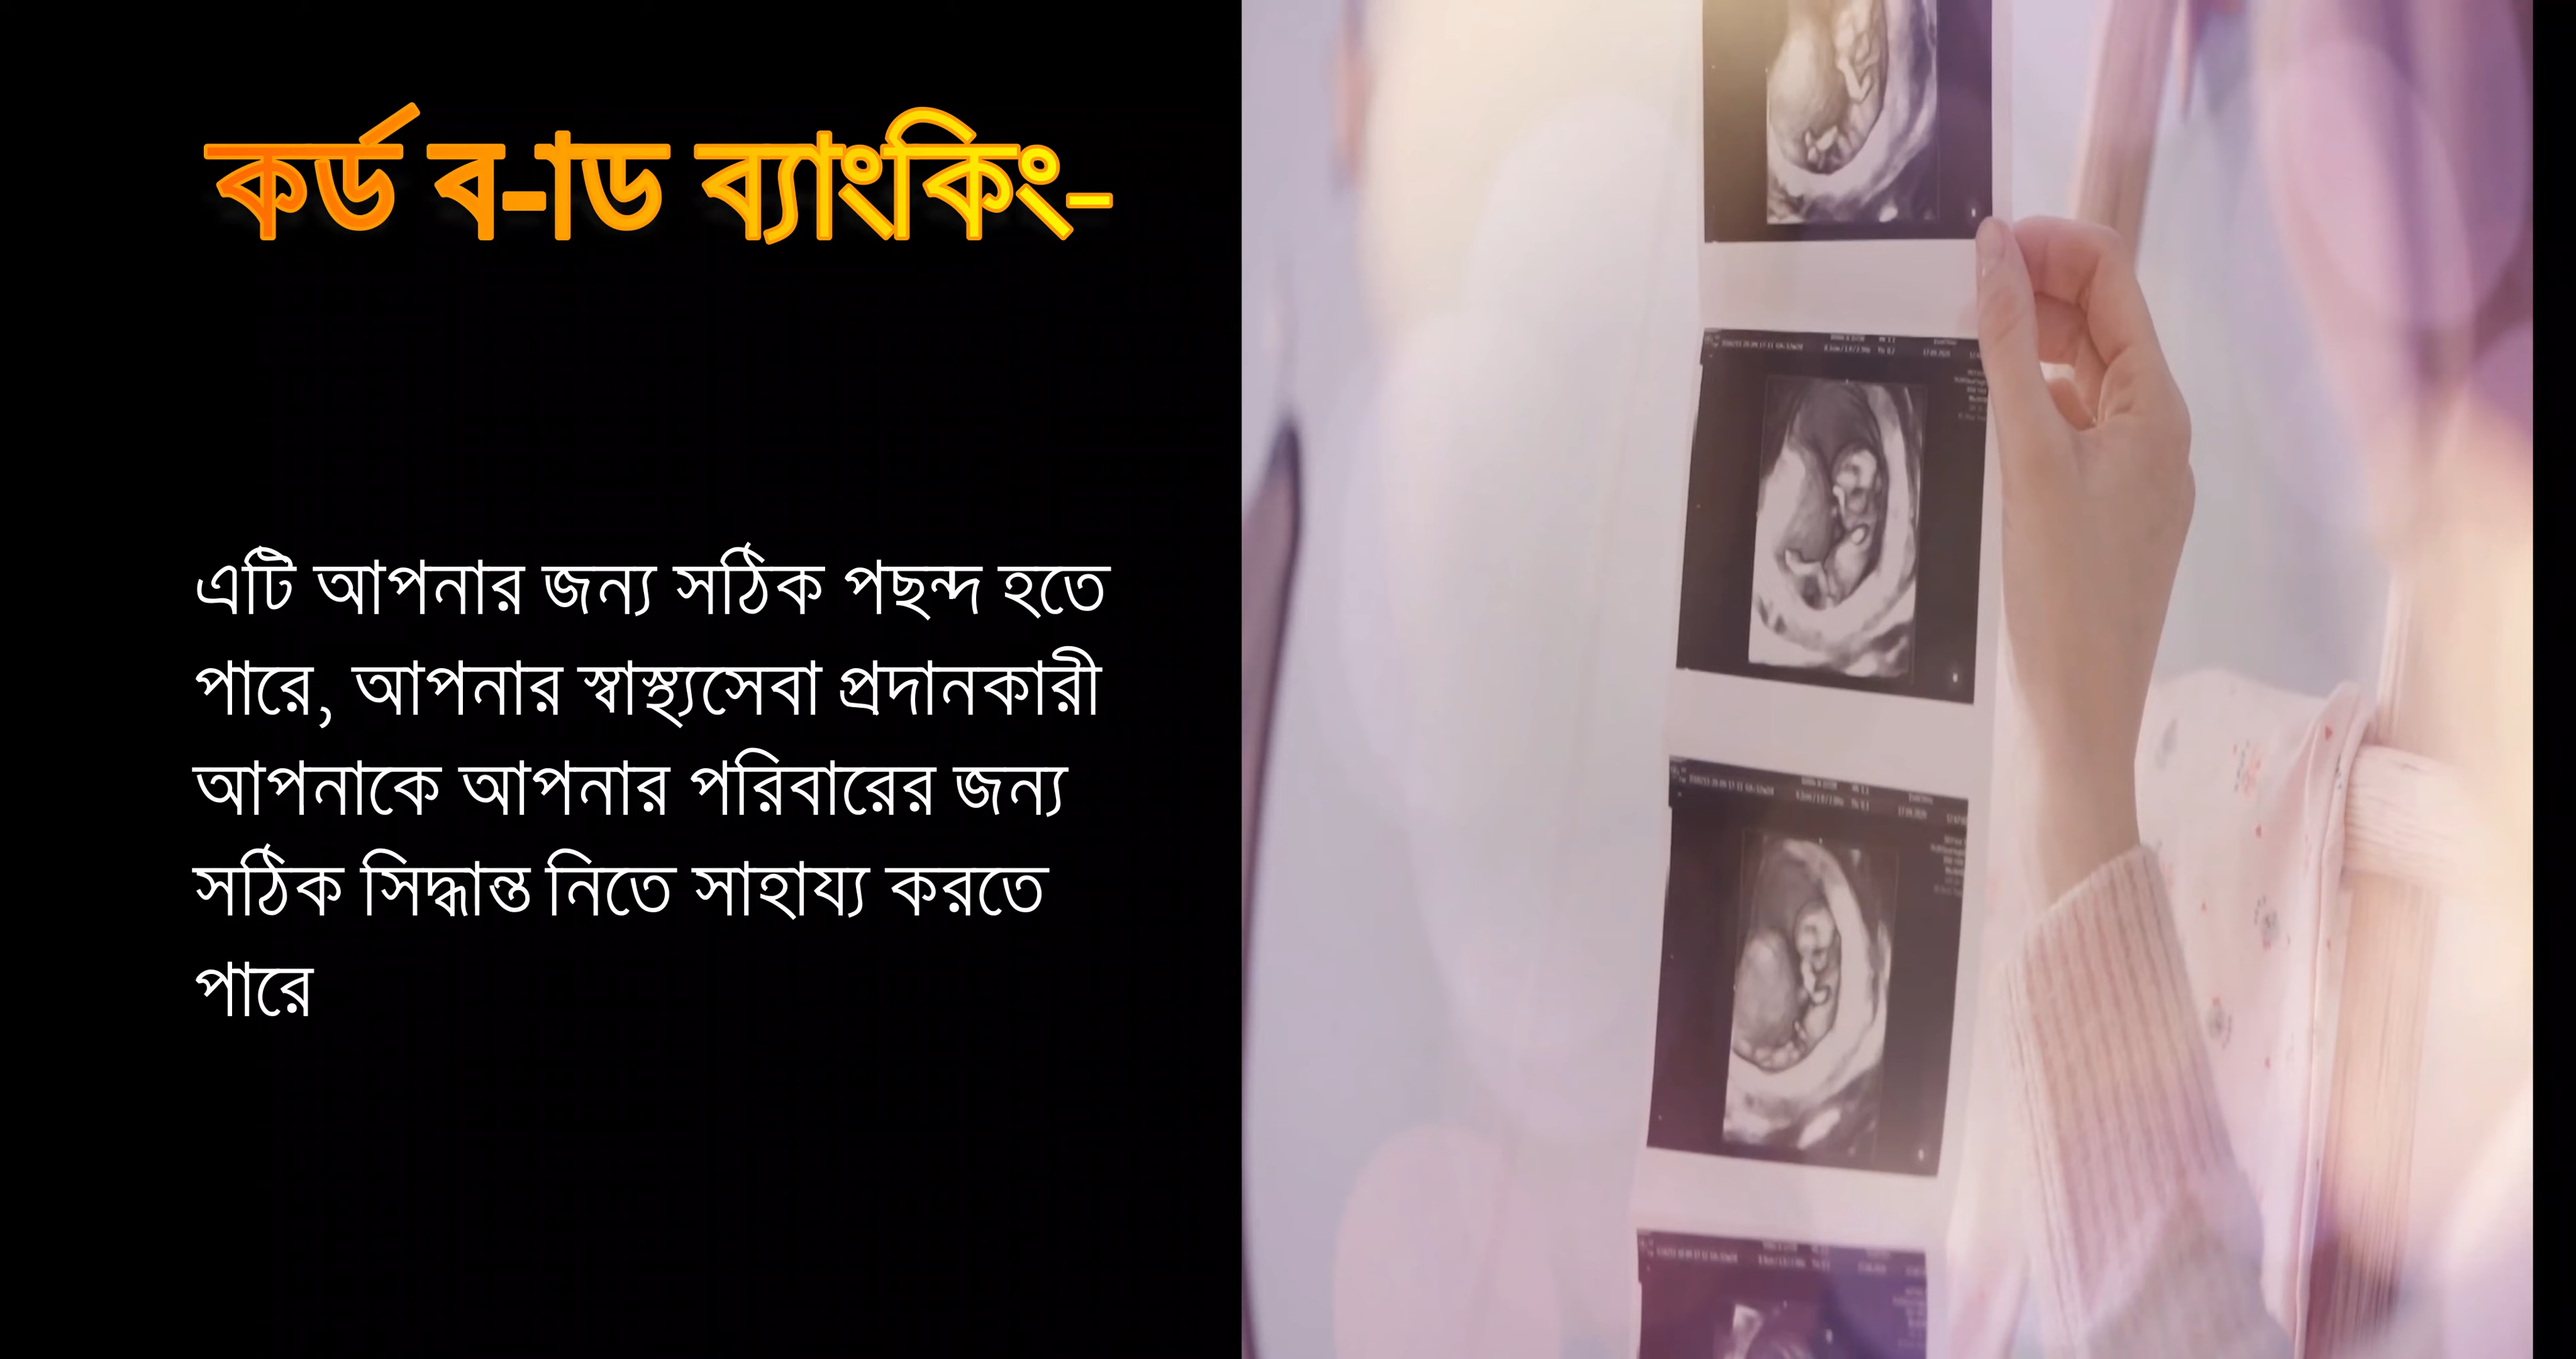 কর্ড ব-াড ব্যাংকিং-
এটি আপনার জন্য সঠিক পছন্দ হতে
পারে, আপনার স্বাস্থ্যসেবা প্রদানকারী
আপনাকে আপনার পরিবারের জন্য
সঠিক সিদ্ধান্ত নিতে সাহায্য করতে
পারে